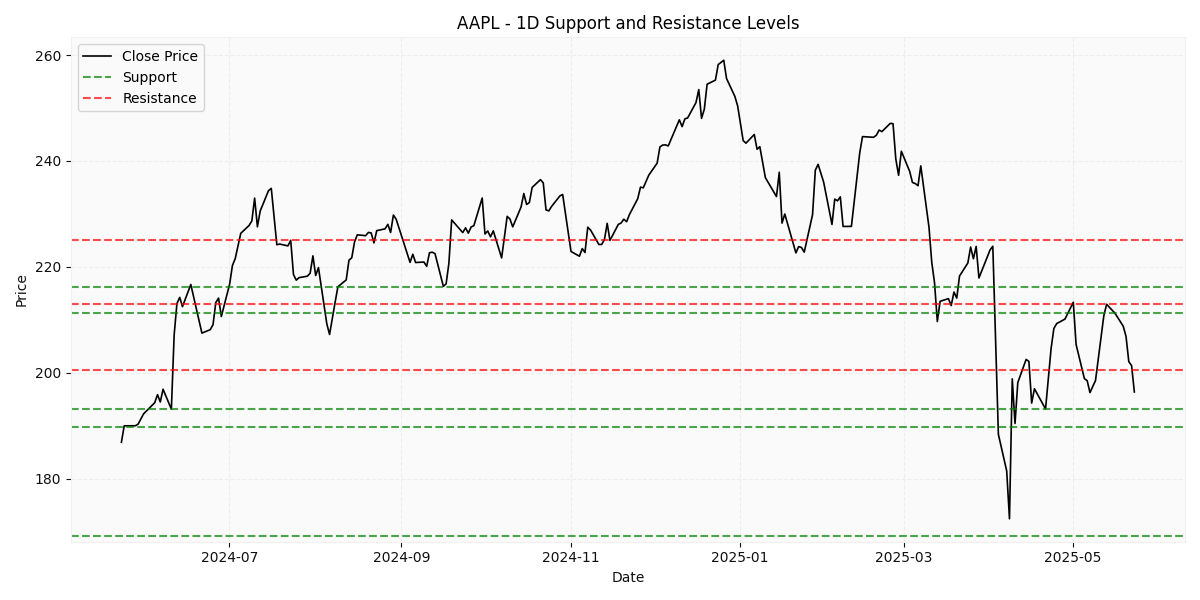 AAPL - 1D Support and Resistance Levels
Close Price
Support
Resistance
260
240
220
200
180
Price
2024-07
2024-09
2024-11
2025-01
2025-03
2025-05
Date